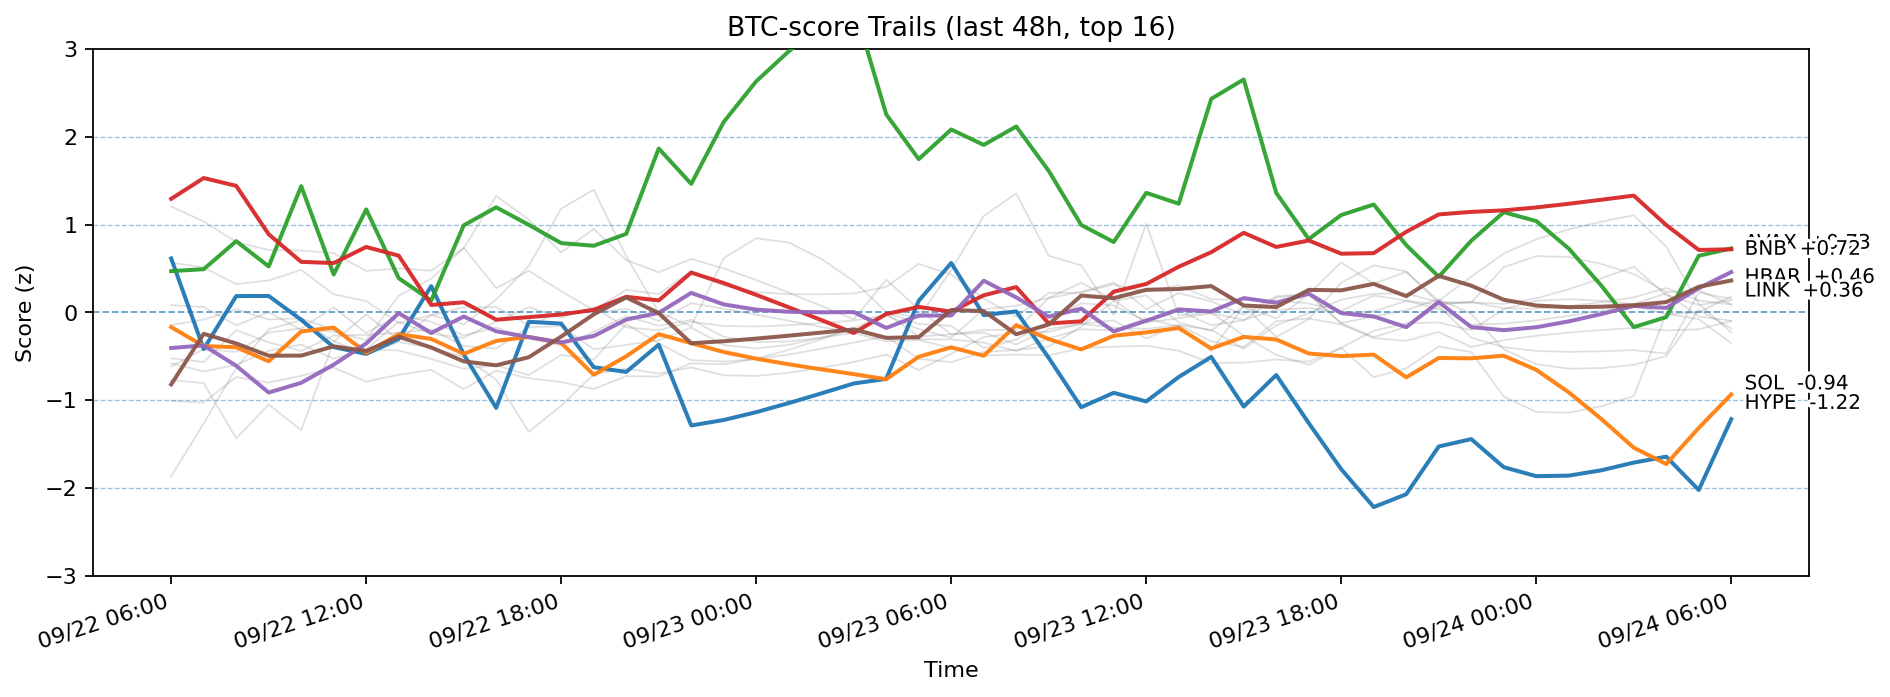 BTC-score Trails (last 48h, top 16)
Score (z)
3
2
1
0
−1
−2
−3
BNB +0.72
HBAR +0.46
LINK +0.36
SOL -0.94
HYPE -1.22
09/22 06:00
09/22 12:00
09/22 18:00
09/23 00:00
09/23 06:00
09/23 12:00
09/23 18:00
09/24 00:00
09/24 06:00
Time